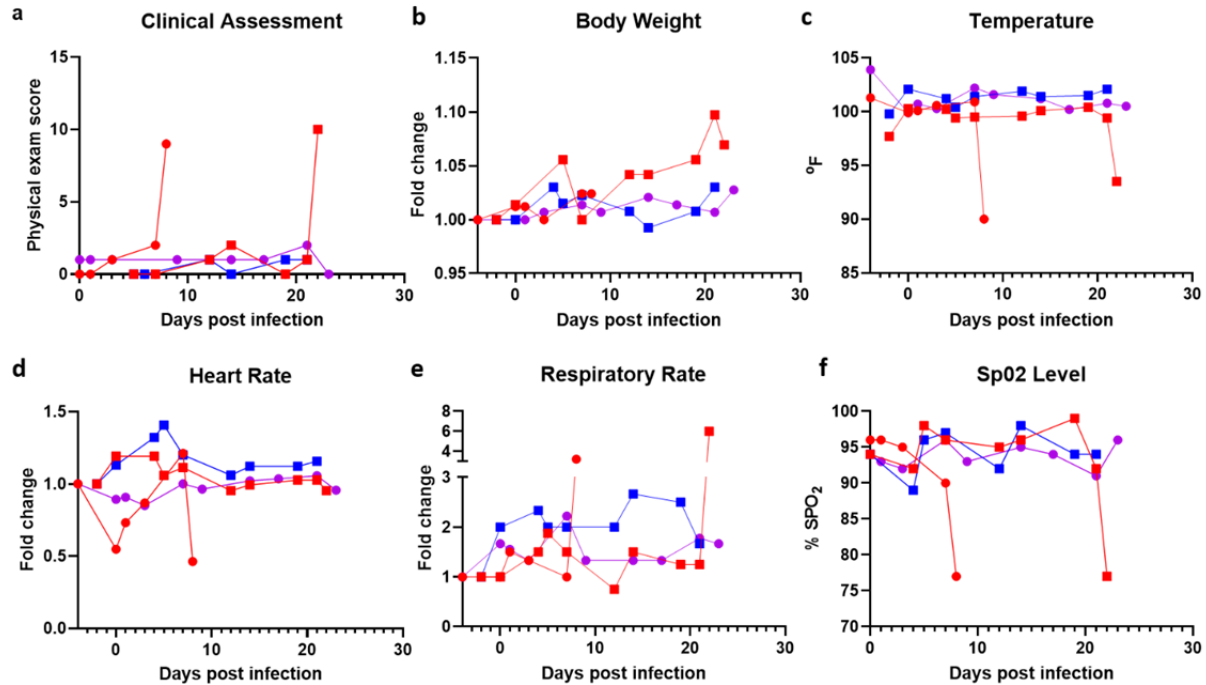 a
Clinical Assessment
Physical exam score
15
10
5
0
0
10
20
30
Days post infection
b
Body Weight
Fold change
1.15
1.10
1.05
1.00
0.95
0
10
20
30
Days post infection
c
Temperature
ºF
105
100
95
90
85
0
10
20
30
Days post infection
d
Heart Rate
Fold change
1.5
1.0
0.5
0.0
0
10
20
30
Days post infection
e
Respiratory Rate
Fold change
8
6
4
3
2
1
0
0
10
20
30
Days post infection
f
Sp02 Level
% SPO₂
100
95
90
85
80
75
70
0
10
20
30
Days post infection